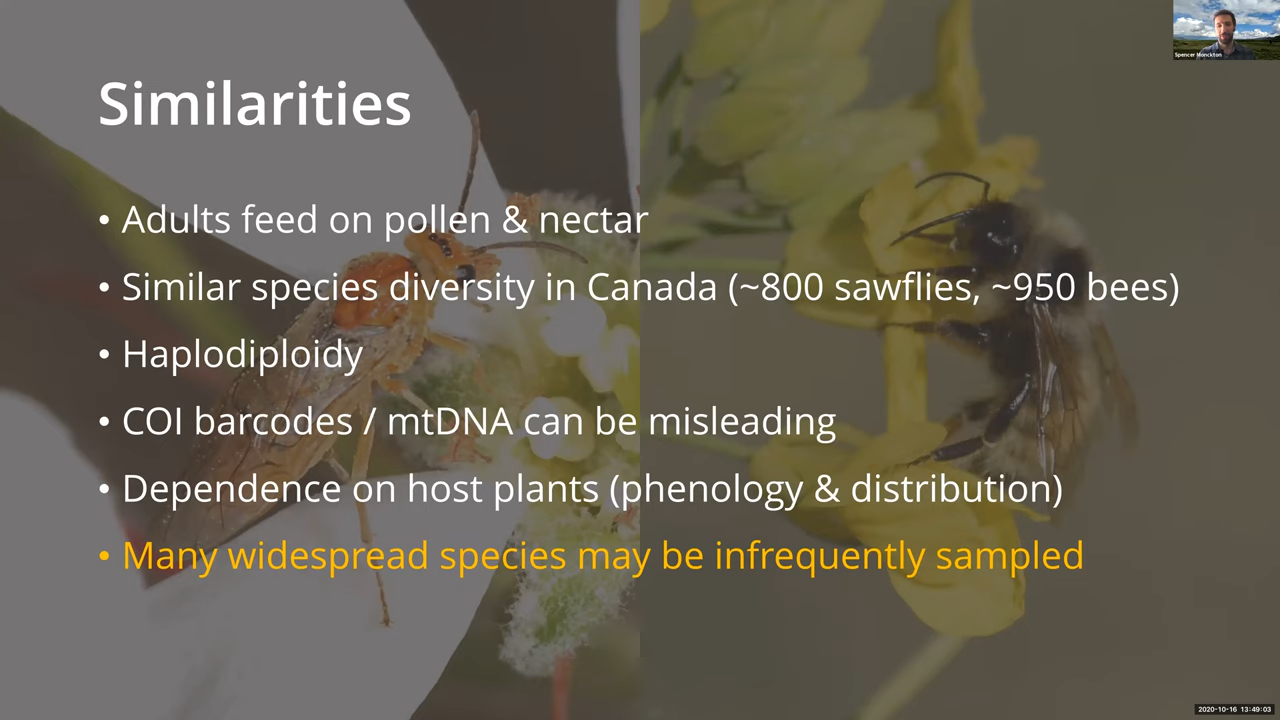 Spencer Monckton
Similarities
• Adults feed on pollen & nectar
• Similar species diversity in Canada (~800 sawflies, ~950 bees)
• Haplodiploidy
• COI barcodes / mtDNA can be misleading
• Dependence on host plants (phenology & distribution)
• Many widespread species may be infrequently sampled
2020-10-16 13:49:03